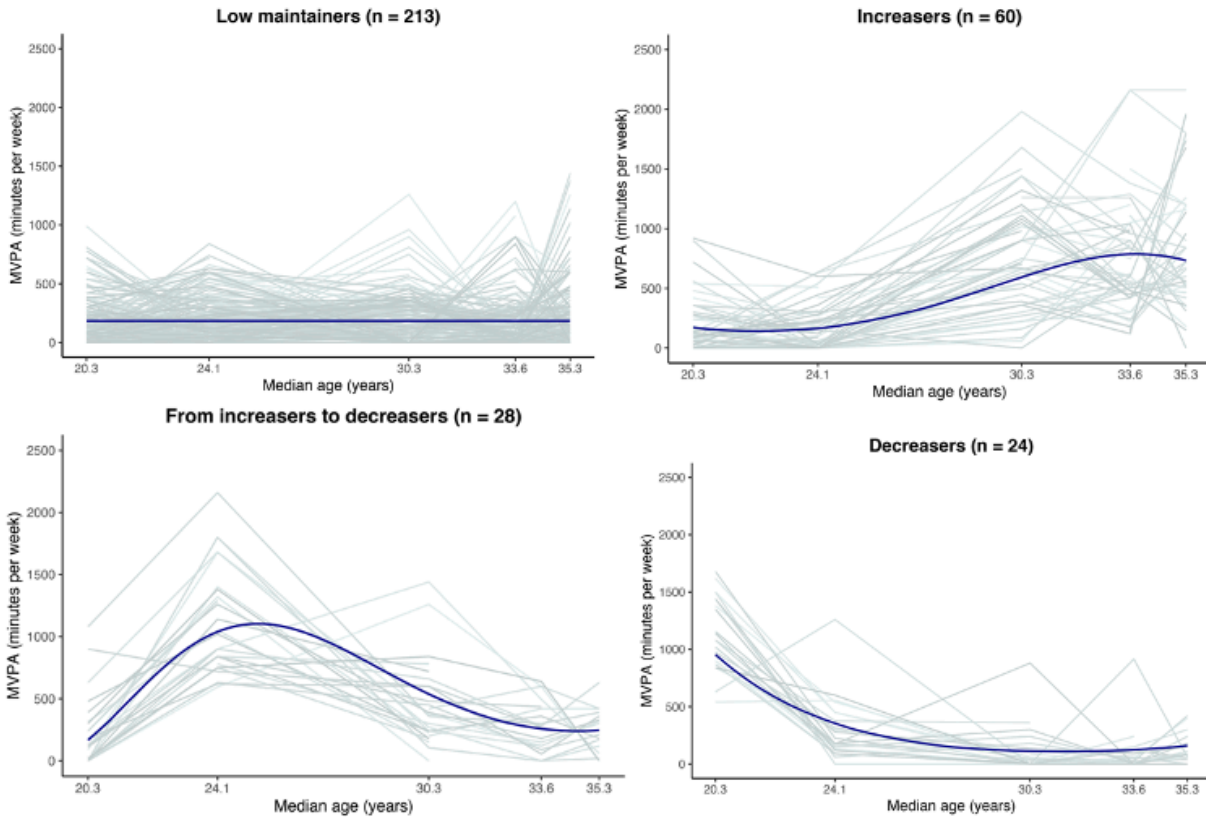 Low maintainers (n = 213)
MVPA (minutes per week)
2500
2000
1500
1000
500
0
20.3 24.1 30.3 33.6 35.3
Median age (years)
Increasers (n = 60)
MVPA (minutes per week)
2500
2000
1500
1000
500
0
20.3 24.1 30.3 33.6 35.3
Median age (years)
From increasers to decreasers (n = 28)
MVPA (minutes per week)
2500
2000
1500
1000
500
0
20.3 24.1 30.3 33.6 35.3
Median age (years)
Decreasers (n = 24)
MVPA (minutes per week)
2500
2000
1500
1000
500
0
20.3 24.1 30.3 33.6 35.3
Median age (years)